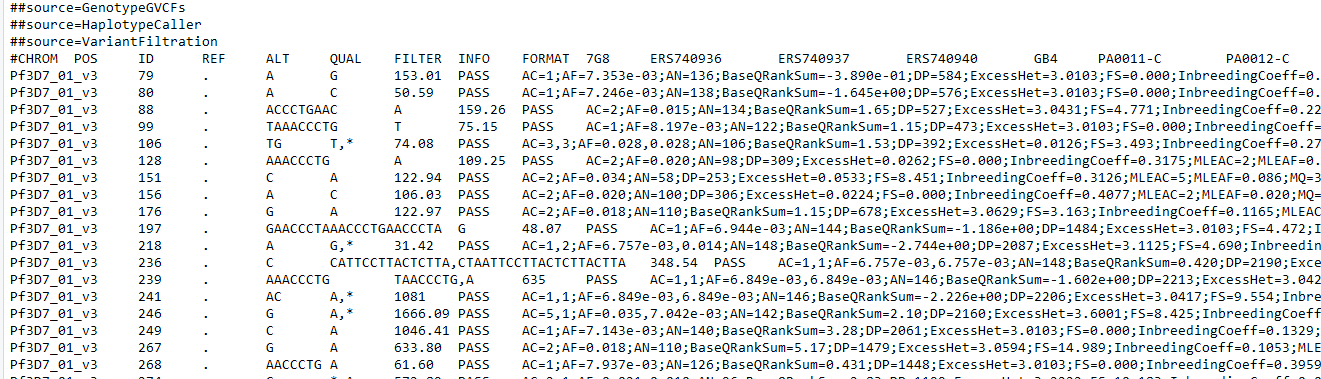 ##source=GenotypeGVCFs
##source=HaplotypeCaller
##source=VariantFiltration
#CHROM POS ID REF ALT QUAL FILTER INFO FORMAT 7G8 ERS740936 ERS740937 ERS740940 GB4 PA0011-C PA0012-C
Pf3D7_01_v3 79 . A G 153.01 PASS AC=1;AF=7.353e-03;AN=136;BaseQRankSum=-3.890e-01;DP=584;ExcessHet=3.0103;FS=0.000;InbreedingCoeff=0.
Pf3D7_01_v3 80 . A C 50.59 PASS AC=1;AF=7.246e-03;AN=138;BaseQRankSum=-1.645e+00;DP=576;ExcessHet=3.0103;FS=0.000;InbreedingCoeff=0.
Pf3D7_01_v3 88 . ACCCTGAAC A 159.26 PASS AC=2;AF=0.015;AN=134;BaseQRankSum=1.65;DP=527;ExcessHet=3.0431;FS=4.771;InbreedingCoeff=0.22
Pf3D7_01_v3 99 . TAAACCCTG T 75.15 PASS AC=1;AF=8.197e-03;AN=122;BaseQRankSum=1.15;DP=473;ExcessHet=3.0103;FS=0.000;InbreedingCoeff=
Pf3D7_01_v3 106 . TG T,* 74.08 PASS AC=3,3;AF=0.028,0.028;AN=106;BaseQRankSum=1.53;DP=392;ExcessHet=0.0126;FS=3.493;InbreedingCoeff=0.27
Pf3D7_01_v3 128 . AAACCCTG A 109.25 PASS AC=2;AF=0.020;AN=98;DP=309;ExcessHet=0.0262;FS=0.000;InbreedingCoeff=0.3175;MLEAC=2;MLEAF=0.
Pf3D7_01_v3 151 . C A 122.94 PASS AC=2;AF=0.034;AN=58;DP=253;ExcessHet=0.0533;FS=8.451;InbreedingCoeff=0.3126;MLEAC=5;MLEAF=0.086;MQ=3
Pf3D7_01_v3 156 . A C 106.03 PASS AC=2;AF=0.020;AN=100;DP=306;ExcessHet=0.0224;FS=0.000;InbreedingCoeff=0.4077;MLEAC=2;MLEAF=0.020;MQ=
Pf3D7_01_v3 176 . G A 122.97 PASS AC=2;AF=0.018;AN=110;BaseQRankSum=1.15;DP=678;ExcessHet=3.0629;FS=3.163;InbreedingCoeff=0.1165;MLEAC
Pf3D7_01_v3 197 . GAACCCTAAACCCTGAACCCTA G 48.07 PASS AC=1;AF=6.944e-03;AN=144;BaseQRankSum=-1.186e+00;DP=1484;ExcessHet=3.0103;FS=4.472;I
Pf3D7_01_v3 218 . A G,* 31.42 PASS AC=1,2;AF=6.757e-03,0.014;AN=148;BaseQRankSum=-2.744e+00;DP=2087;ExcessHet=3.1125;FS=4.690;Inbreedin
Pf3D7_01_v3 236 . C CATTCCTTACTCTTA,CTAATTCCTTACTCTTACTTA 348.54 PASS AC=1,1;AF=6.757e-03,6.757e-03;AN=148;BaseQRankSum=0.420;DP=2190;Exce
Pf3D7_01_v3 239 . AAACCCTG TAACCCTG,A 635 PASS AC=1,1;AF=6.849e-03,6.849e-03;AN=146;BaseQRankSum=-1.602e+00;DP=2213;ExcessHet=3.042
Pf3D7_01_v3 241 . AC A,* 1081 PASS AC=1,1;AF=6.849e-03,6.849e-03;AN=146;BaseQRankSum=-2.226e+00;DP=2206;ExcessHet=3.0417;FS=9.554;Inbre
Pf3D7_01_v3 246 . G A,* 1666.09 PASS AC=5,1;AF=0.035,7.042e-03;AN=142;BaseQRankSum=2.10;DP=2160;ExcessHet=3.6001;FS=8.425;InbreedingCoef
Pf3D7_01_v3 249 . C A 1046.41 PASS AC=1;AF=7.143e-03;AN=140;BaseQRankSum=3.28;DP=2061;ExcessHet=3.0103;FS=0.000;InbreedingCoeff=0.1329;
Pf3D7_01_v3 267 . G A 633.80 PASS AC=2;AF=0.018;AN=110;BaseQRankSum=5.17;DP=1479;ExcessHet=3.0594;FS=14.989;InbreedingCoeff=0.1053;MLE
Pf3D7_01_v3 268 . AACCCTG A 61.60 PASS AC=1;AF=7.937e-03;AN=126;BaseQRankSum=0.431;DP=1448;ExcessHet=3.0103;FS=0.000;InbreedingCoeff=0.3959